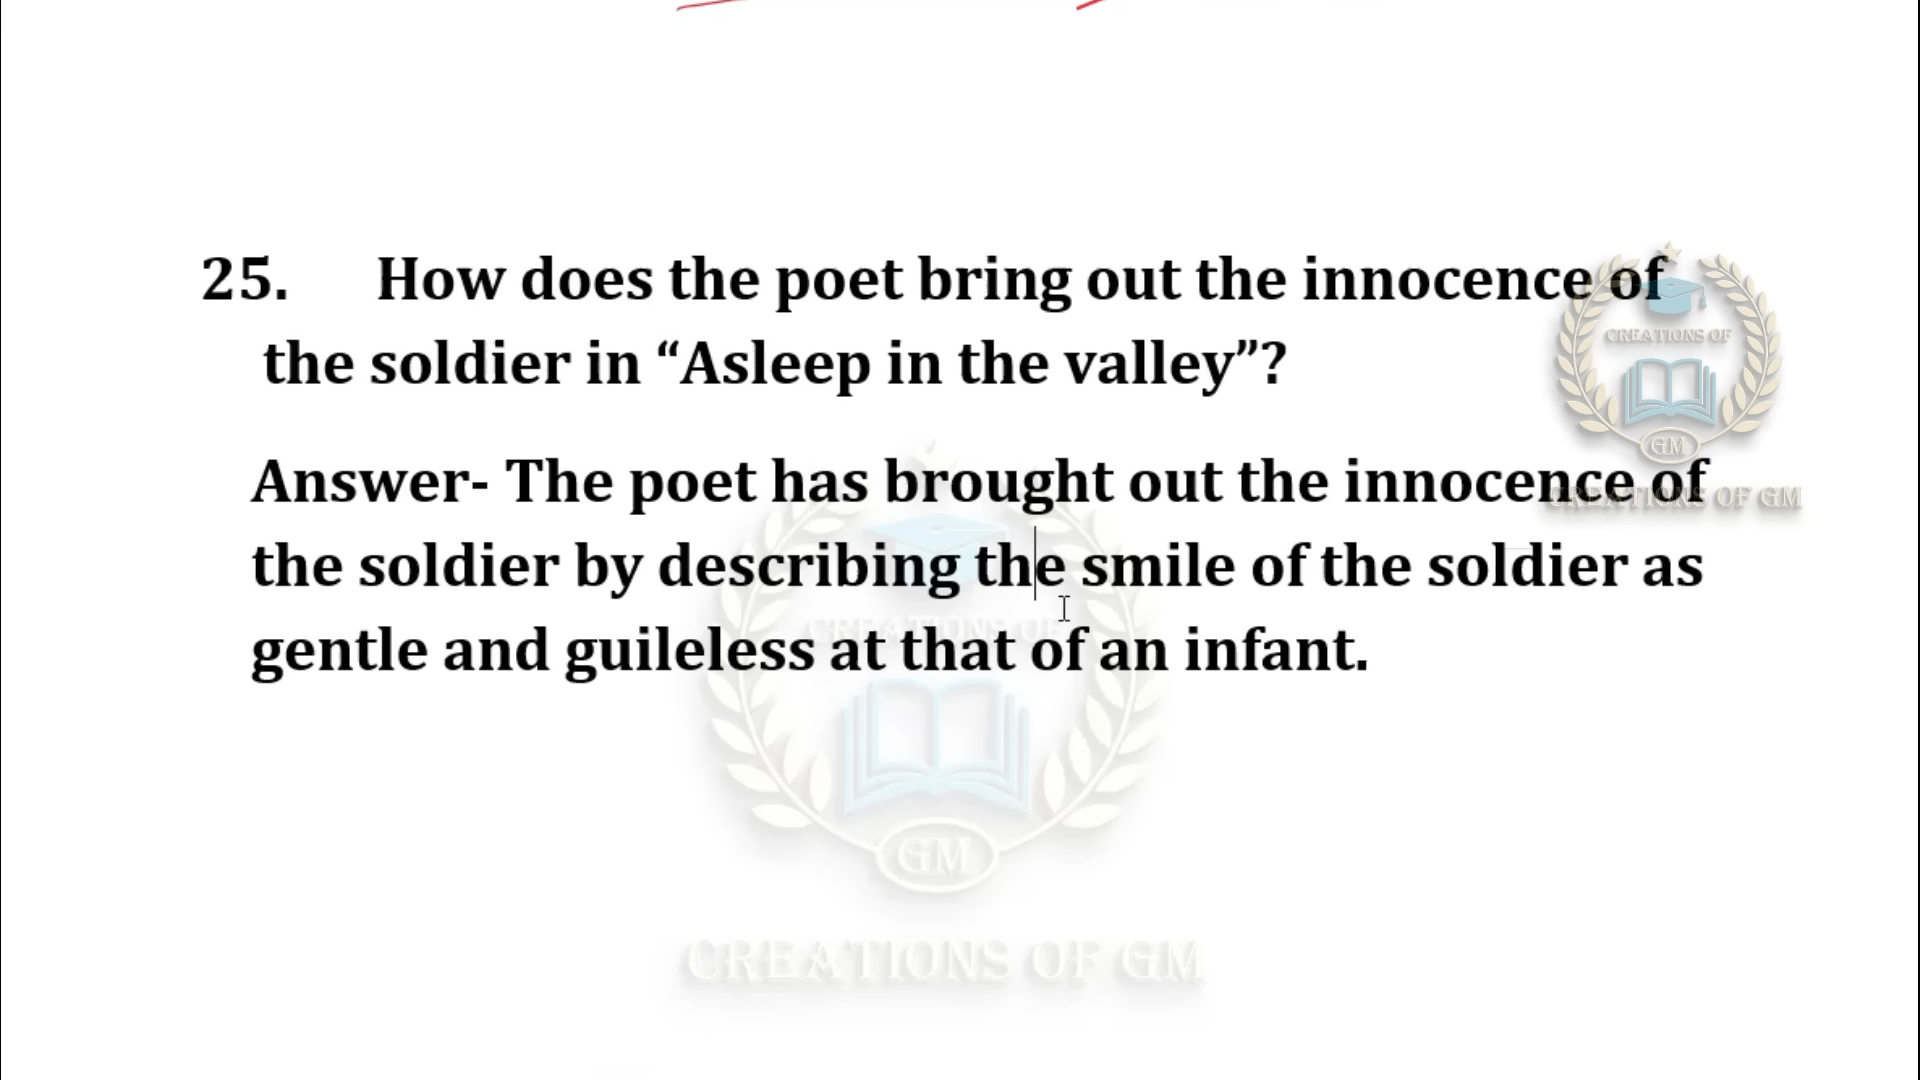 25. How does the poet bring out the innocence of
the soldier in “Asleep in the valley”?
CREATIONS OF
GM
CREATIONS OF GM
Answer- The poet has brought out the innocence of
the soldier by describing the smile of the soldier as
gentle and guileless at that of an infant.
CREATIONS OF
GM
CREATIONS OF GM